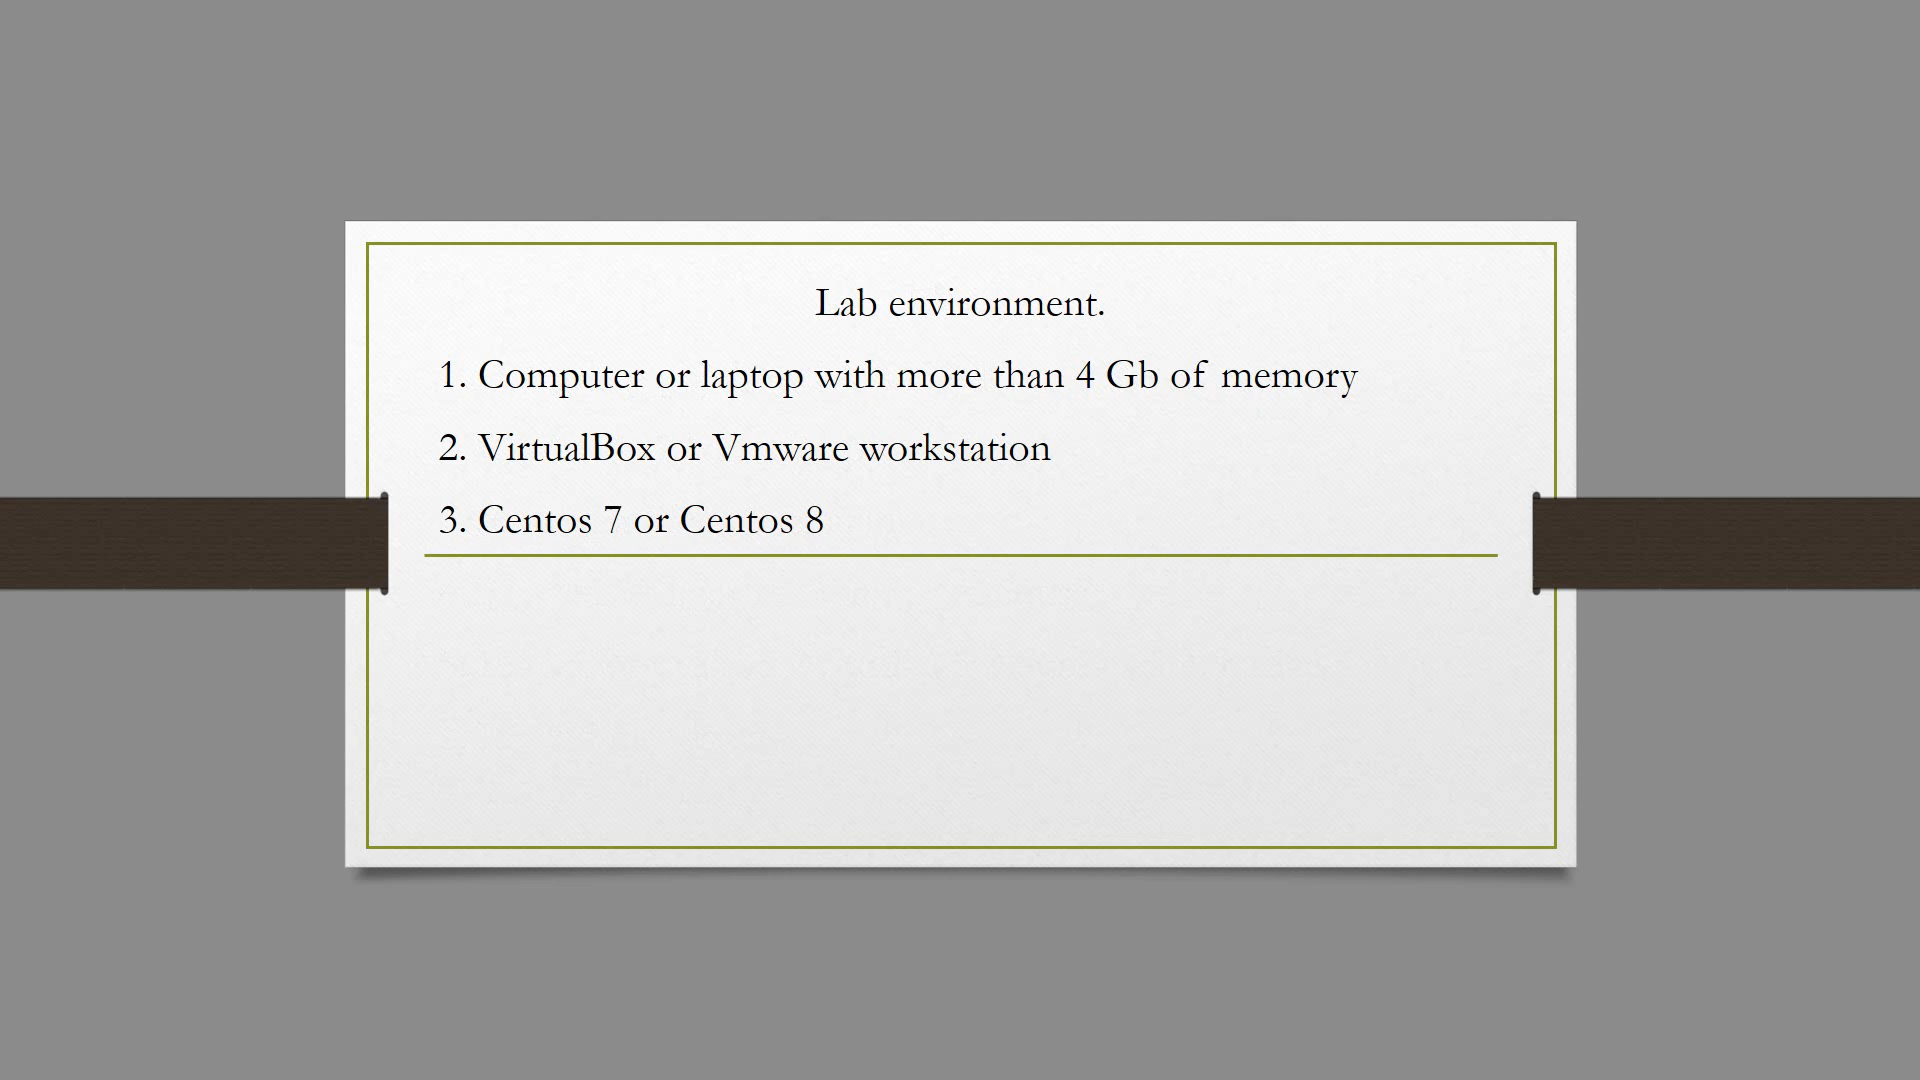 Lab environment.
1. Computer or laptop with more than 4 Gb of memory
2. VirtualBox or Vmware workstation
3. Centos 7 or Centos 8